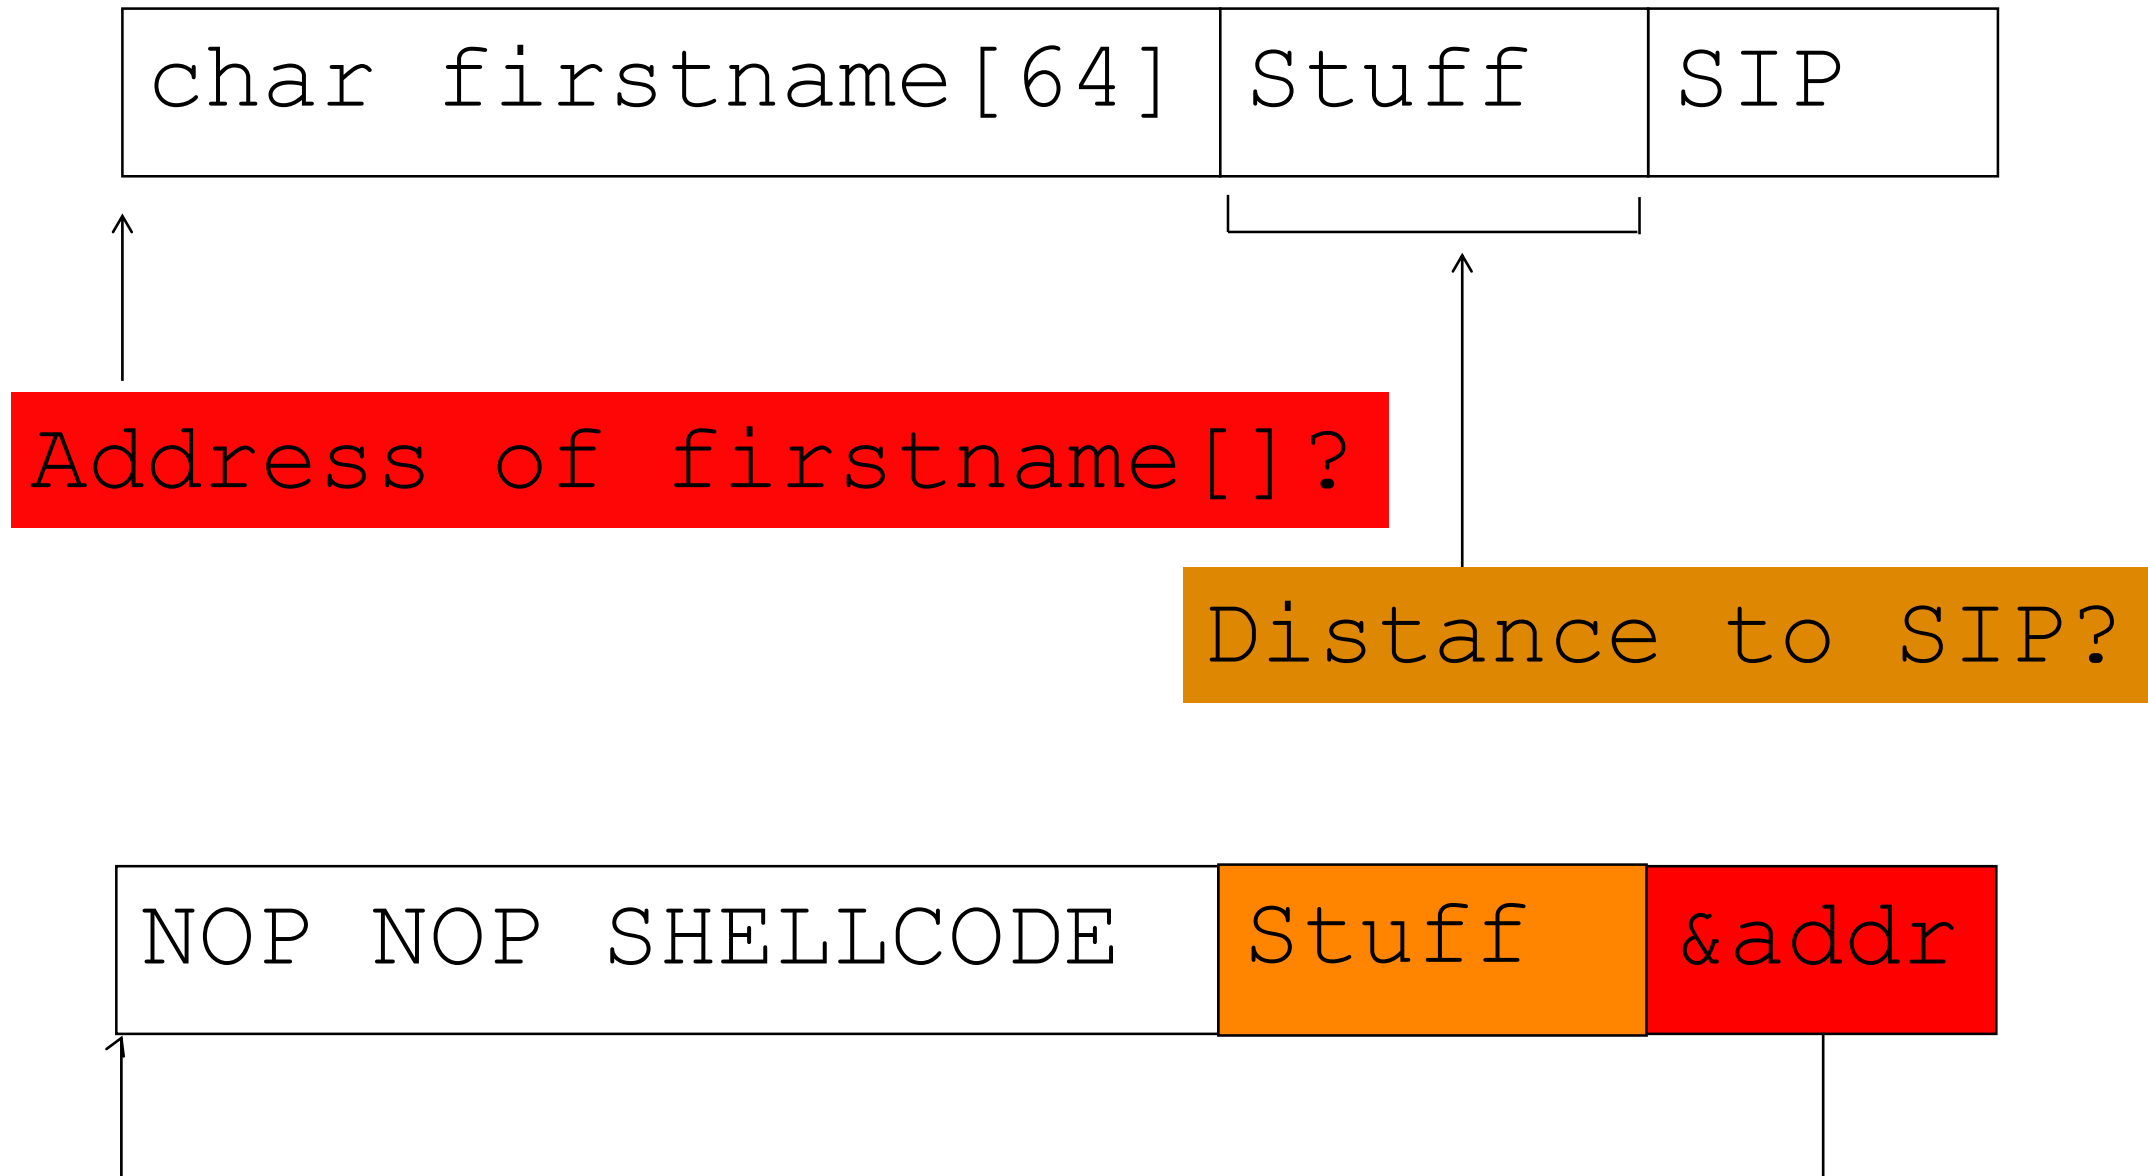 char firstname[64] Stuff SIP
Address of firstname[]?
Distance to SIP?
NOP NOP SHELLCODE Stuff &addr